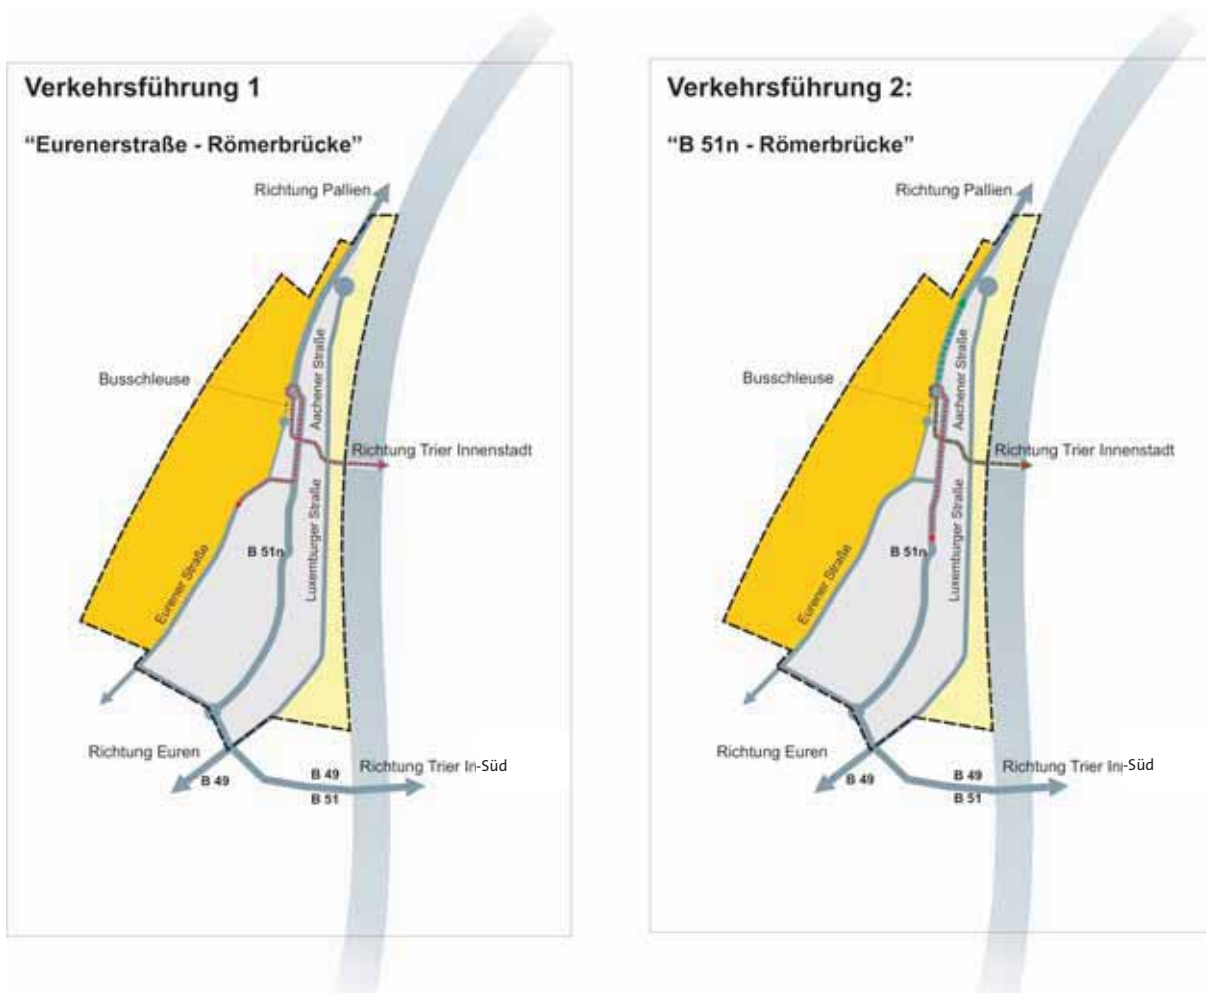 Verkehrsführung 1
“Eurenerstraße - Römerbrücke”
Richtung Pallien
Aachener Straße
Busschleuse
Richtung Trier Innenstadt
Luxemburger Straße
B 51n
Eurener Straße
Richtung Euren
B 49
B 49
B 51
Richtung Trier In-Süd
Verkehrsführung 2:
“B 51n - Römerbrücke”
Richtung Pallien
Aachener Straße
Busschleuse
Richtung Trier Innenstadt
Luxemburger Straße
B 51n
Eurener Straße
Richtung Euren
B 49
B 49
B 51
Richtung Trier In-Süd